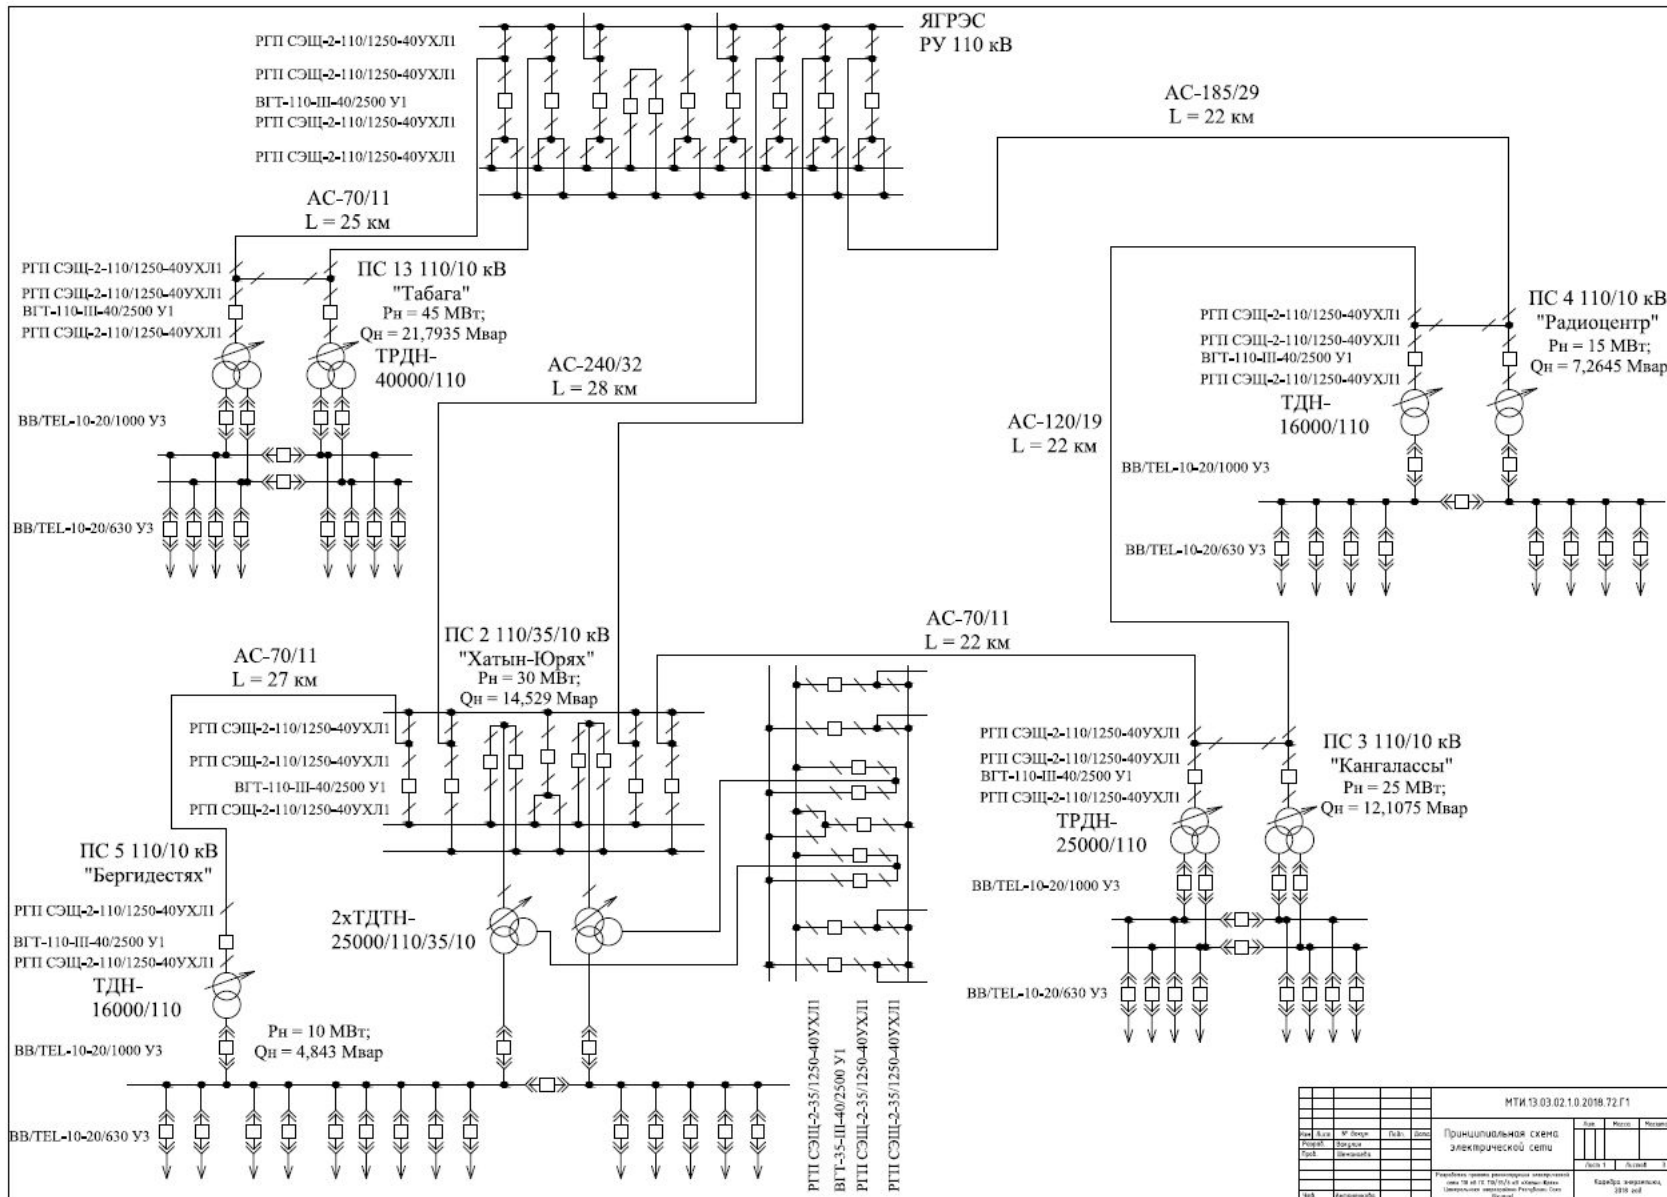 ЯГРЭС
РУ 110 кВ
РГП СЭЩ-2-110/1250-40УХЛ1
РГП СЭЩ-2-110/1250-40УХЛ1
ВГТ-110-III-40/2500 У1
РГП СЭЩ-2-110/1250-40УХЛ1
РГП СЭЩ-2-110/1250-40УХЛ1
АС-185/29
L = 22 км
АС-70/11
L = 25 км
РГП СЭЩ-2-110/1250-40УХЛ1
РГП СЭЩ-2-110/1250-40УХЛ1
ВГТ-110-III-40/2500 У1
РГП СЭЩ-2-110/1250-40УХЛ1
ПС 13 110/10 кВ
"Табага"
Рн = 45 МВт;
Qн = 21,7935 Мвар
ТРДН-
40000/110
ВВ/TEL-10-20/1000 У3
ВВ/TEL-10-20/630 У3
АС-240/32
L = 28 км
АС-120/19
L = 22 км
РГП СЭЩ-2-110/1250-40УХЛ1
РГП СЭЩ-2-110/1250-40УХЛ1
ВГТ-110-III-40/2500 У1
РГП СЭЩ-2-110/1250-40УХЛ1
ПС 4 110/10 кВ
"Радиоцентр"
Рн = 15 МВт;
Qн = 7,2645 Мвар
ТДН-
16000/110
ВВ/TEL-10-20/1000 У3
ВВ/TEL-10-20/630 У3
АС-70/11
L = 27 км
ПС 2 110/35/10 кВ
"Хатын-Юрях"
Рн = 30 МВт;
Qн = 14,529 Мвар
АС-70/11
L = 22 км
РГП СЭЩ-2-110/1250-40УХЛ1
РГП СЭЩ-2-110/1250-40УХЛ1
ВГТ-110-III-40/2500 У1
РГП СЭЩ-2-110/1250-40УХЛ1
РГП СЭЩ-2-110/1250-40УХЛ1
РГП СЭЩ-2-110/1250-40УХЛ1
ВГТ-110-III-40/2500 У1
РГП СЭЩ-2-110/1250-40УХЛ1
ПС 3 110/10 кВ
"Кангалассы"
Рн = 25 МВт;
Qн = 12,1075 Мвар
ТРДН-
25000/110
ВВ/TEL-10-20/1000 У3
ВВ/TEL-10-20/630 У3
ПС 5 110/10 кВ
"Бергидестях"
РГП СЭЩ-2-110/1250-40УХЛ1
ВГТ-110-III-40/2500 У1
РГП СЭЩ-2-110/1250-40УХЛ1
ТДН-
16000/110
2хТДТН-
25000/110/35/10
Рн = 10 МВт;
Qн = 4,843 Мвар
ВВ/TEL-10-20/1000 У3
ВВ/TEL-10-20/630 У3
РГП СЭЩ-2-35/1250-40УХЛ1
ВГТ-35-III-40/2500 У1
РГП СЭЩ-2-35/1250-40УХЛ1
РГП СЭЩ-2-35/1250-40УХЛ1
МТИ.13.03.02.1.0.2018.72.Г1
Принципиальная схема
электрической сети
Лист 1